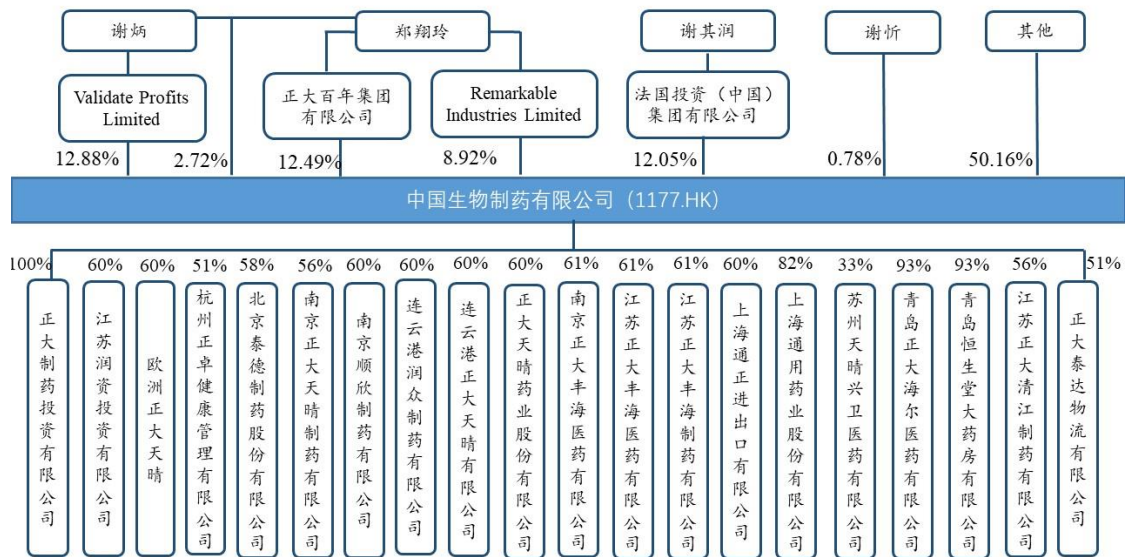 谢炳
郑翔玲
谢其润
谢忻
其他
Validate Profits
Limited
正大百年集团
有限公司
Remarkable
Industries Limited
法国投资（中国）
集团有限公司
12.88%
2.72%
12.49%
8.92%
12.05%
0.78%
50.16%
中国生物制药有限公司（1177.HK）
100%
60%
60%
51%
58%
56%
60%
60%
60%
60%
61%
61%
61%
60%
82%
33%
93%
93%
56%
51%
正大制药投资有限公司
江苏润资投资有限公司
欧洲正大天晴
杭州正卓健康管理有限公司
北京泰德制药股份有限公司
南京正大天晴制药有限公司
南京顺欣制药有限公司
连云港润众制药有限公司
连云港正大天晴有限公司
正大天晴药业股份有限公司
南京正大丰海医药有限公司
江苏正大丰海医药有限公司
江苏正大丰海制药有限公司
上海通正进出口有限公司
上海通用药业股份有限公司
苏州天晴兴卫医药有限公司
青岛正大海尔医药有限公司
青岛恒生堂大药房有限公司
江苏正大清江制药有限公司
正大泰达物流有限公司